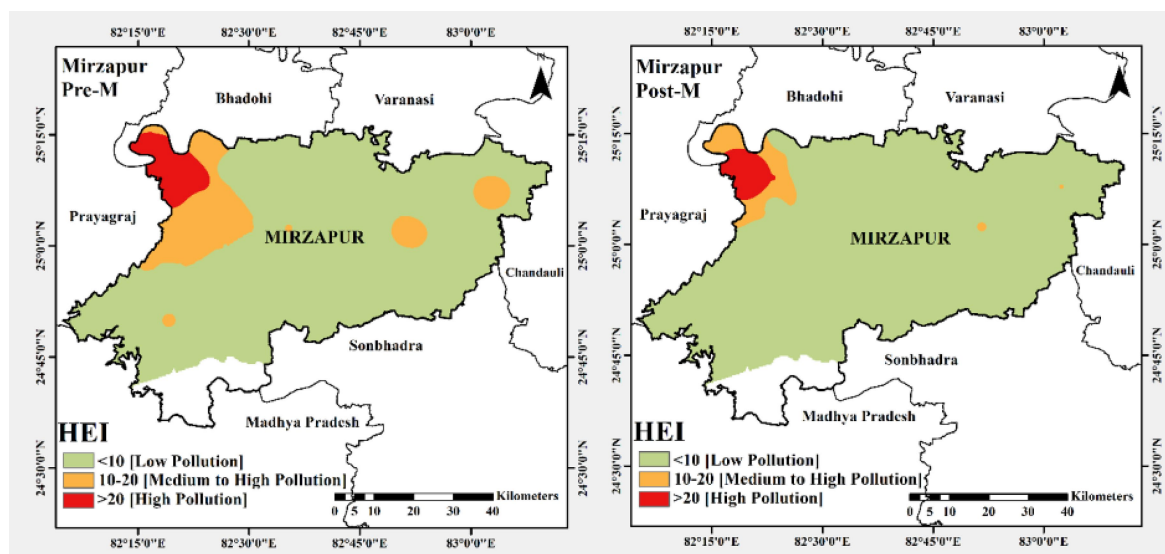 82°15'0"E 82°30'0"E 82°45'0"E 83°0'0"E
Mirzapur
Pre-M
N
Bhadohi
Varanasi
25°15'0"N
25°15'0"N
Prayagraj
MIRZAPUR
25°0'0"N
25°0'0"N
Chandauli
Sonbhadra
24°45'0"N
24°45'0"N
Madhya Pradesh
HEI
<10 [Low Pollution]
10-20 [Medium to High Pollution]
>20 [High Pollution]
24°30'0"N
24°30'0"N
Kilometers
0 5 10 20 30 40
82°15'0"E 82°30'0"E 82°45'0"E 83°0'0"E
82°15'0"E 82°30'0"E 82°45'0"E 83°0'0"E
Mirzapur
Post-M
N
Bhadohi
Varanasi
25°15'0"N
25°15'0"N
Prayagraj
MIRZAPUR
25°0'0"N
25°0'0"N
Chandauli
Sonbhadra
24°45'0"N
24°45'0"N
Madhya Pradesh
HEI
<10 [Low Pollution]
10-20 [Medium to High Pollution]
>20 [High Pollution]
24°30'0"N
24°30'0"N
Kilometers
0 5 10 20 30 40
82°15'0"E 82°30'0"E 82°45'0"E 83°0'0"E